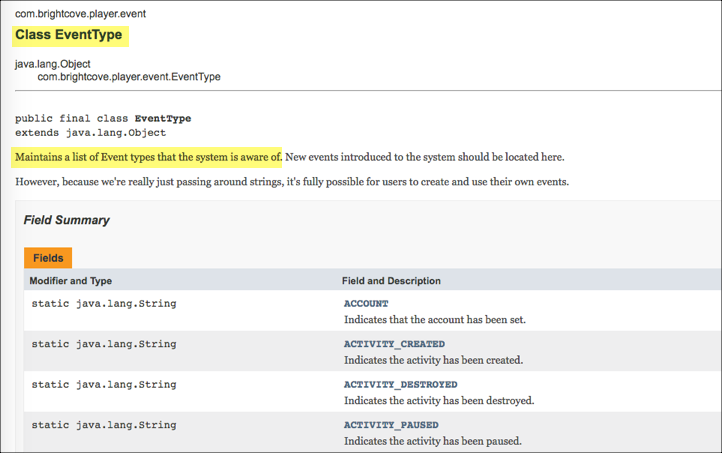 com.brightcove.player.event
Class EventType
java.lang.Object
com.brightcove.player.event.EventType
public final class EventType
extends java.lang.Object
Maintains a list of Event types that the system is aware of. New events introduced to the system should be located here.
However, because we're really just passing around strings, it's fully possible for users to create and use their own events.
Field Summary
Fields
Modifier and Type Field and Description
static java.lang.String ACCOUNT
Indicates that the account has been set.
static java.lang.String ACTIVITY_CREATED
Indicates the activity has been created.
static java.lang.String ACTIVITY_DESTROYED
Indicates the activity has been destroyed.
static java.lang.String ACTIVITY_PAUSED
Indicates the activity has been paused.